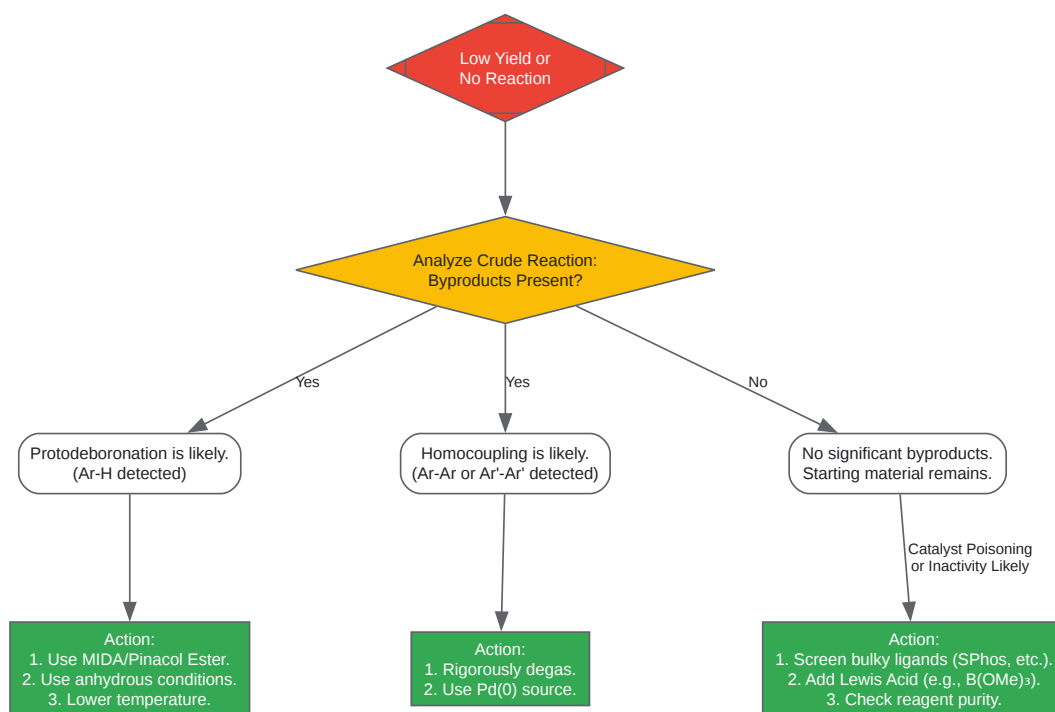 Low Yield or
No Reaction
Analyze Crude Reaction:
Byproducts Present?
Yes
Yes
No
Protodeboronation is likely.
(Ar-H detected)
Homocoupling is likely.
(Ar-Ar or Ar'-Ar' detected)
No significant byproducts.
Starting material remains.
Catalyst Poisoning
or Inactivity Likely
Action:
1. Use MIDA/Pinacol Ester.
2. Use anhydrous conditions.
3. Lower temperature.
Action:
1. Rigorously degas.
2. Use Pd(0) source.
Action:
1. Screen bulky ligands (SPhos, etc.).
2. Add Lewis Acid (e.g., B(OMe)₃).
3. Check reagent purity.